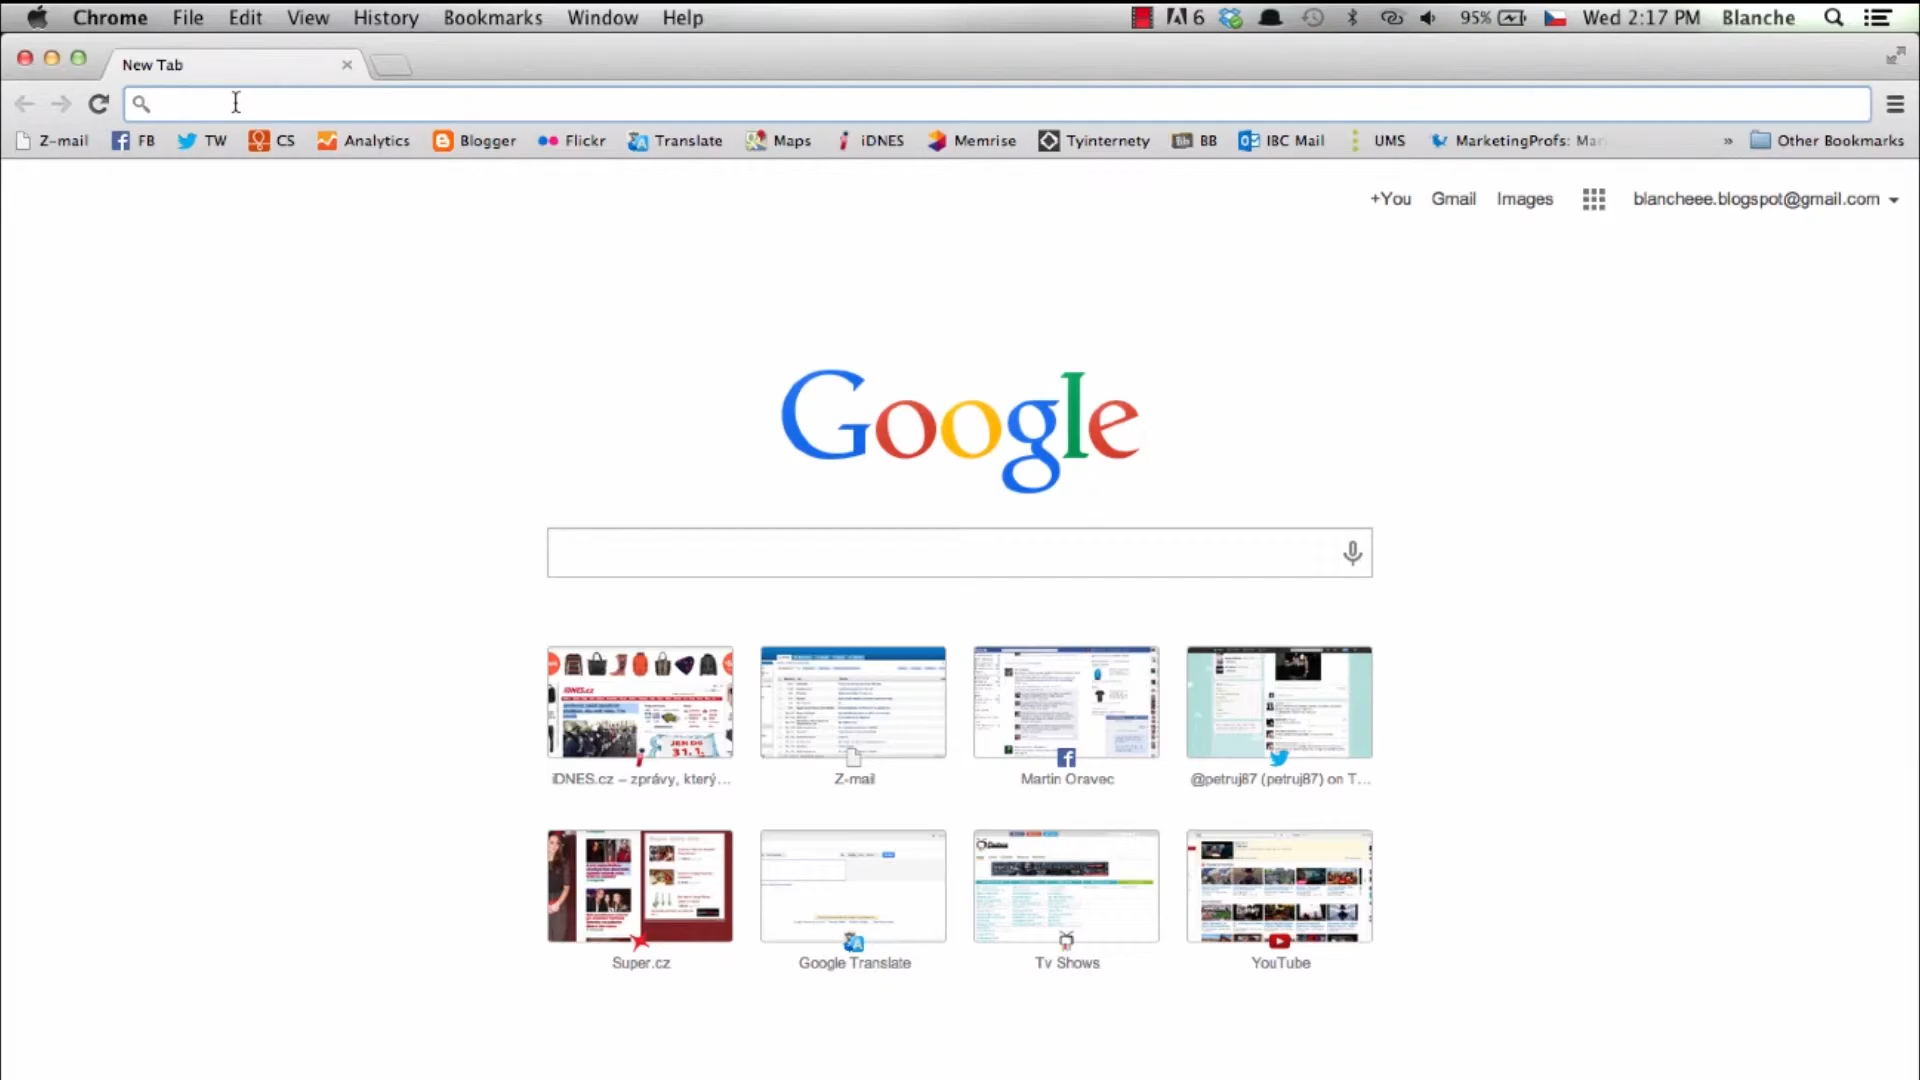 Chrome File Edit View History Bookmarks Window Help 6 95% Wed 2:17 PM Blanche
New Tab
Z-mail FB TW CS Analytics Blogger Flickr Translate Maps iDNES Memrise Tyinternety BB IBC Mail UMS MarketingProfs: Mar » Other Bookmarks
+You Gmail Images blancheee.blogspot@gmail.com
Google
iDNES.cz – zprávy, který... Z-mail Martin Oravec @petruj87 (petruj87) on T...
Super.cz Google Translate Tv Shows YouTube